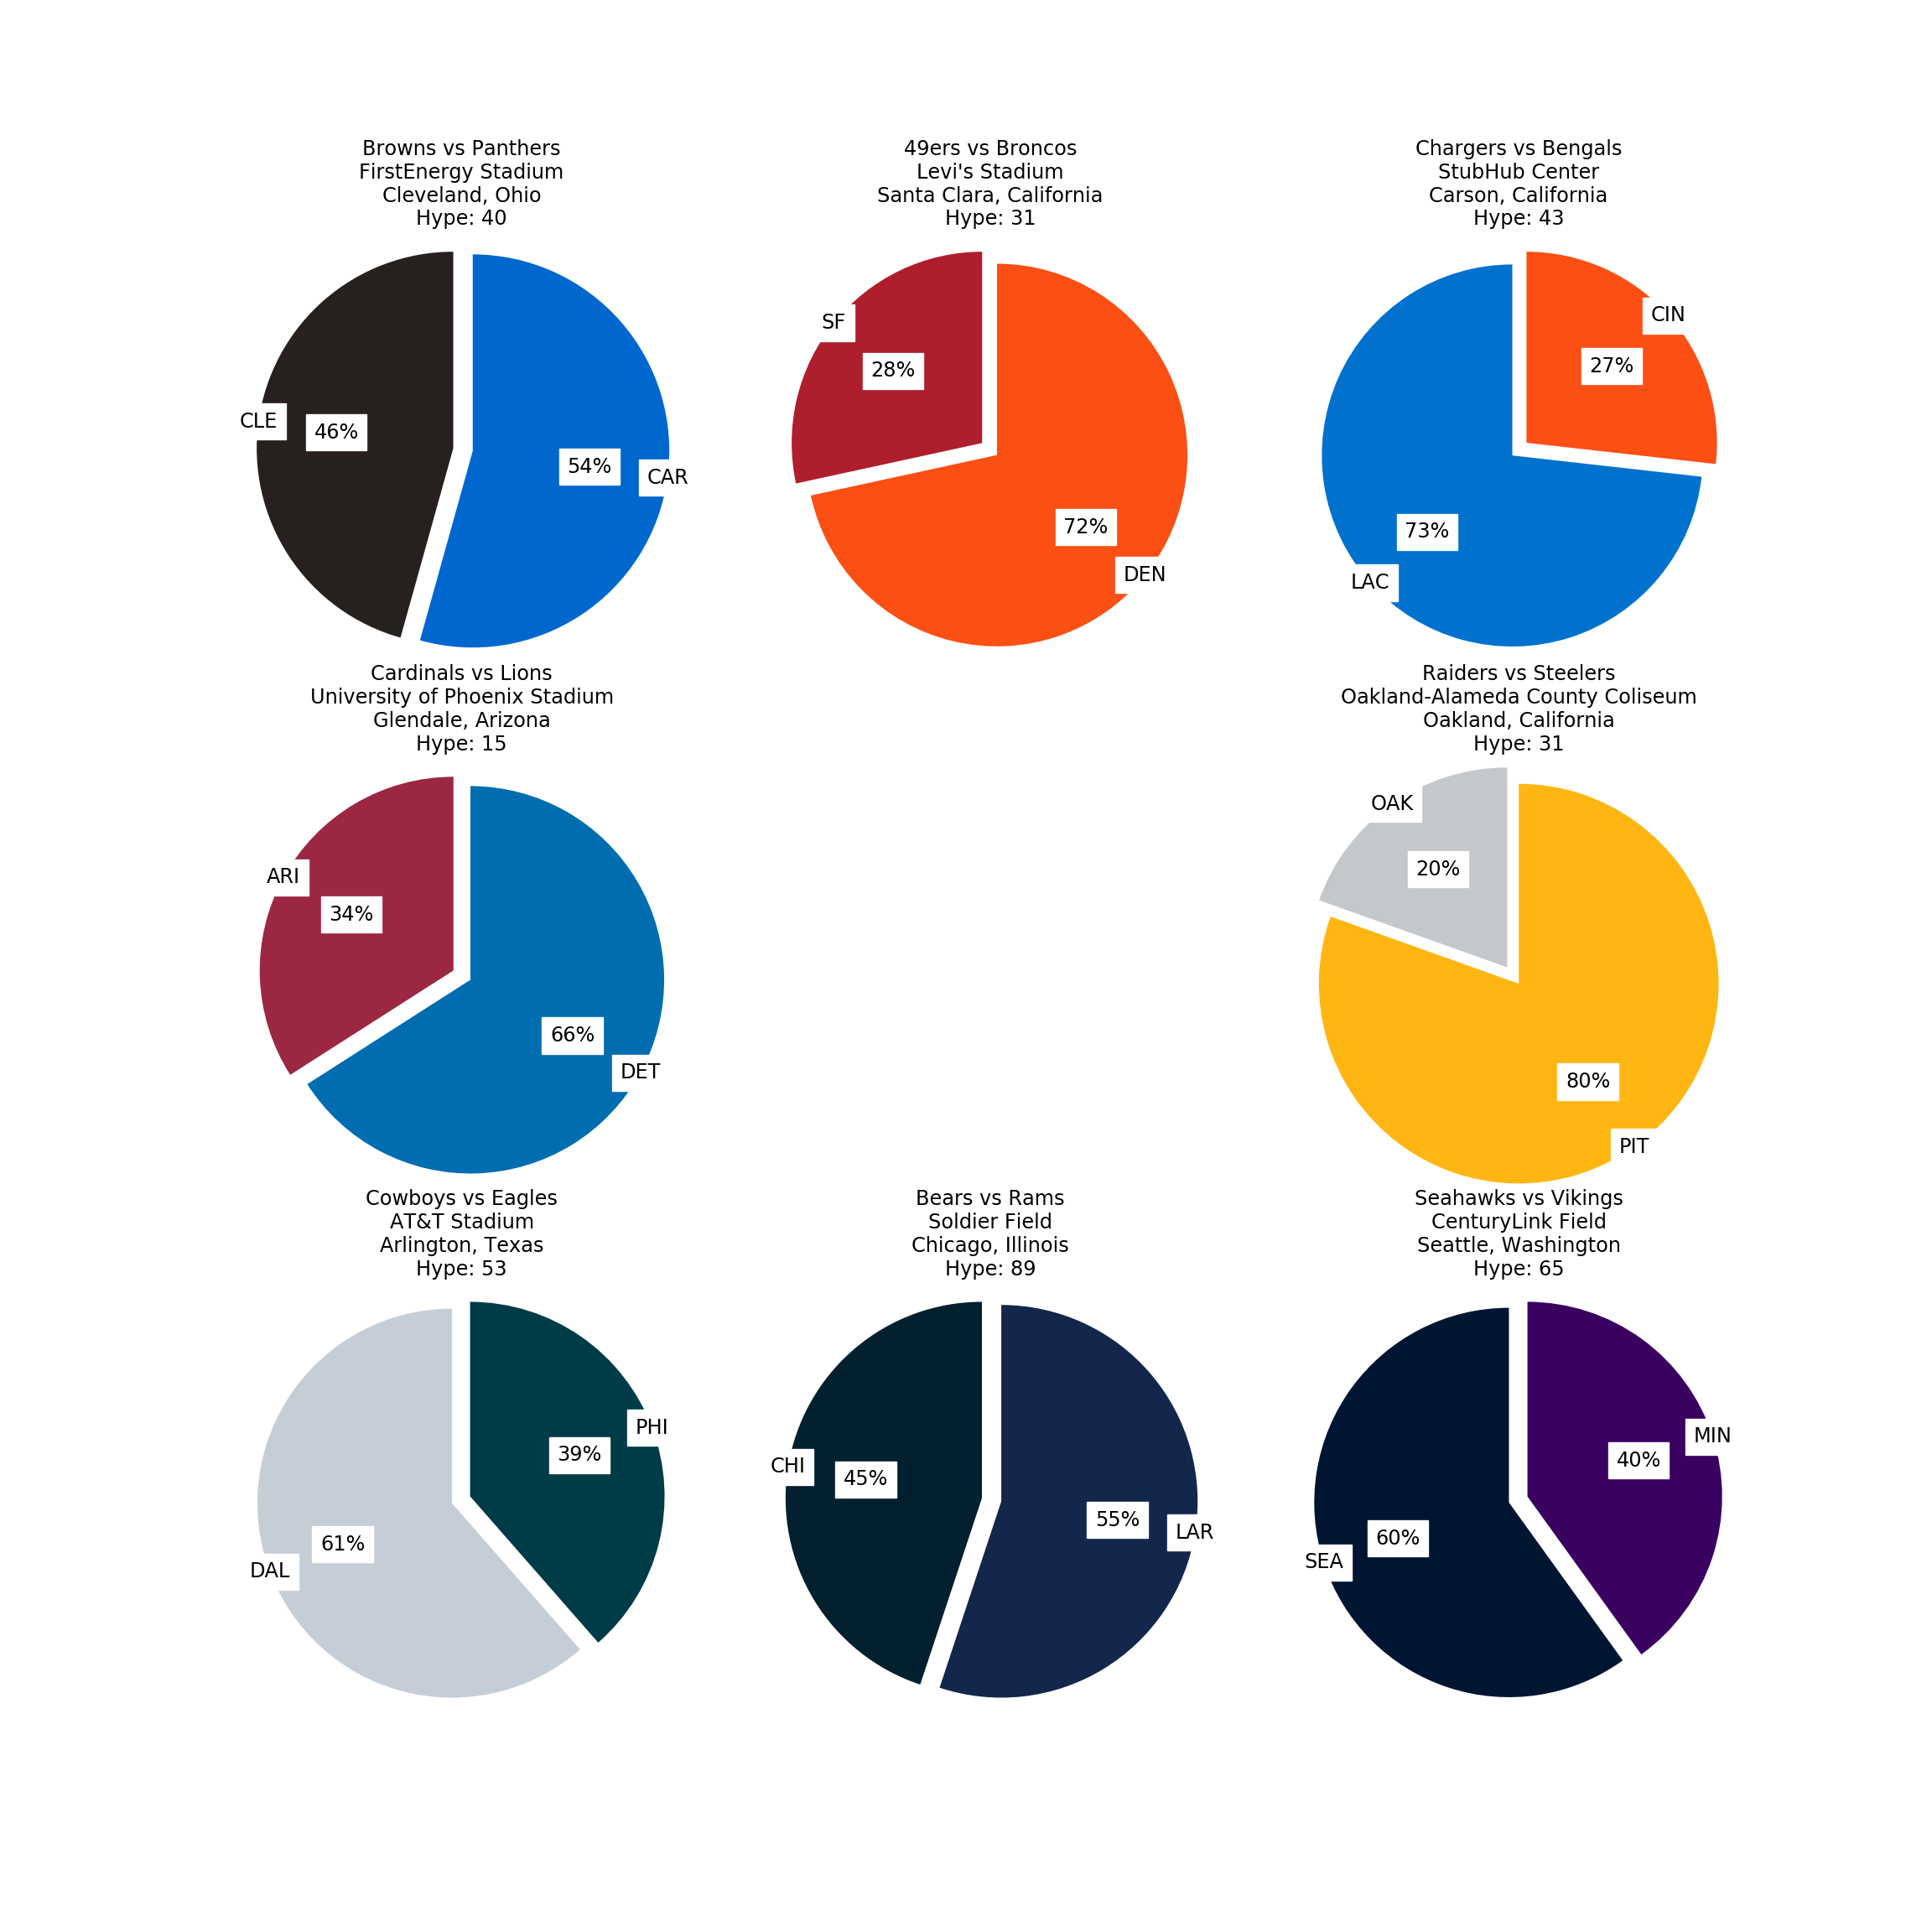 Browns vs Panthers
FirstEnergy Stadium
Cleveland, Ohio
Hype: 40
CLE
46%
54%
CAR
49ers vs Broncos
Levi's Stadium
Santa Clara, California
Hype: 31
SF
28%
72%
DEN
Chargers vs Bengals
StubHub Center
Carson, California
Hype: 43
CIN
27%
73%
LAC
Cardinals vs Lions
University of Phoenix Stadium
Glendale, Arizona
Hype: 15
ARI
34%
66%
DET
Raiders vs Steelers
Oakland-Alameda County Coliseum
Oakland, California
Hype: 31
OAK
20%
80%
PIT
Cowboys vs Eagles
AT&T Stadium
Arlington, Texas
Hype: 53
PHI
39%
61%
DAL
Bears vs Rams
Soldier Field
Chicago, Illinois
Hype: 89
CHI
45%
55%
LAR
Seahawks vs Vikings
CenturyLink Field
Seattle, Washington
Hype: 65
MIN
40%
60%
SEA